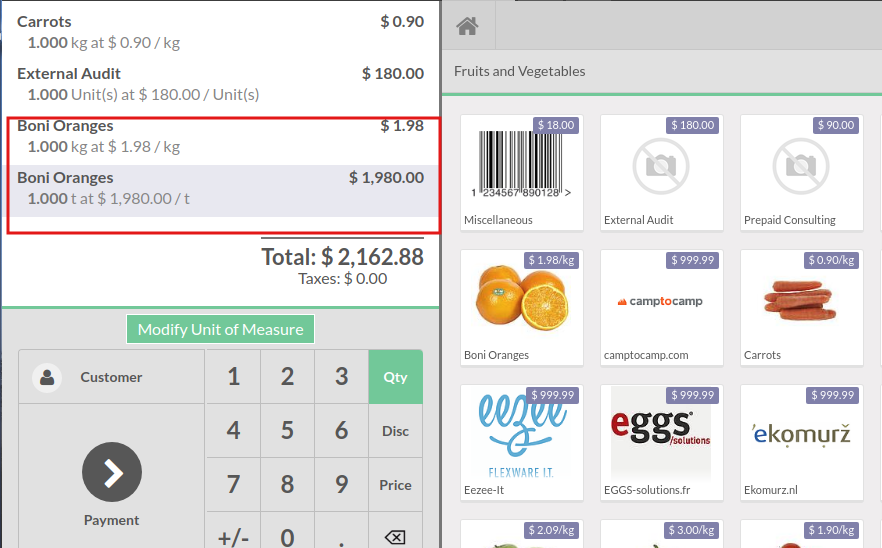 Carrots $ 0.90
1.000 kg at $ 0.90 / kg
External Audit $ 180.00
1.000 Unit(s) at $ 180.00 / Unit(s)
Boni Oranges $ 1.98
1.000 kg at $ 1.98 / kg
Boni Oranges $ 1,980.00
1.000 t at $ 1,980.00 / t
Total: $ 2,162.88
Taxes: $ 0.00
Modify Unit of Measure
Customer 1 2 3 Qty
4 5 6 Disc
7 8 9 Price
Payment
+/- 0 .
Fruits and Vegetables
$ 18.00 $ 180.00 $ 90.00
1 234567 890128 >
Miscellaneous External Audit Prepaid Consulting
$ 1.98/kg $ 999.99 $ 0.90/kg
camptocamp
Boni Oranges camptocamp.com Carrots
$ 999.99 $ 999.99 $ 999.99
eezee eggs® 'ekomurż
/solutions
FLEXWARE I.T.
Eezee-It EGGS-solutions.fr Ekomurz.nl
$ 2.09/kg $ 3.00/kg $ 1.90/kg